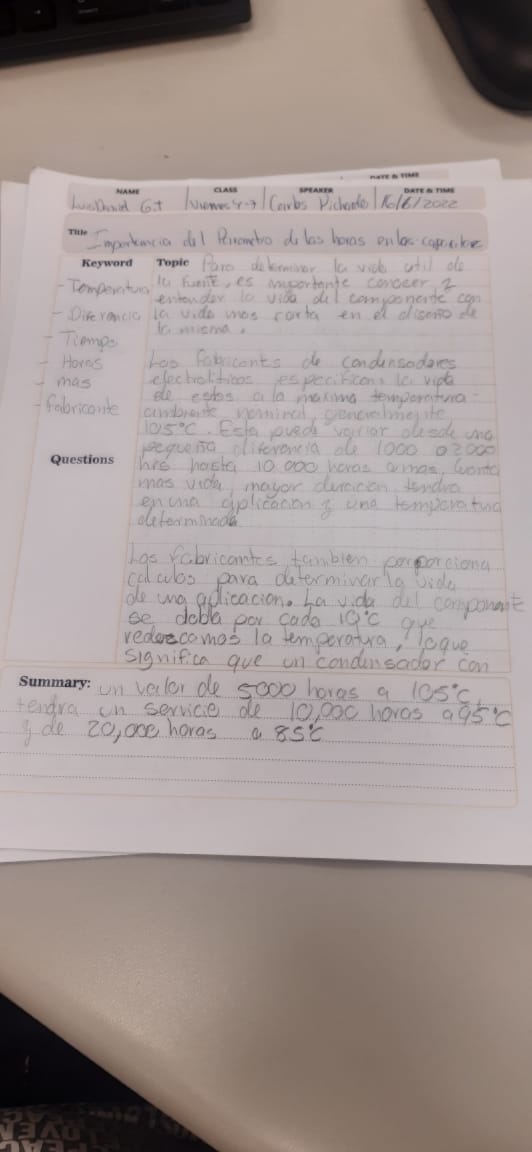 DATE & TIME
NAME CLASS SPEAKER DATE & TIME
Luis Daniel G.t Viernes 4-7 Carlos Pichardo 16/6/2022
Title Importancia del Parametro de las horas en los
Keyword Topic Para determinar la vida util de
- Temperatura la fuente, es importante conocer y
entender la vida del componente con
- Diferencia la vida mas corta en el diseño de
la misma.
- Tiempo
- Horas
- mas
- Fabricante
Los fabricants de condensadores
electroliticos especifican la vida
de estos a la maxima temperatura
ambiente nominal, generalmente
105°C. Esta puede variar desde una
pequeña diferencia de 1000 o 2000
Questions
hrs hasta 10 000 horas o mas, cuanto
mas vida, mayor duracion tendra
en una aplicacion y una temperatura
determinada
Los fabricantes tambien porporciona
calculos para determinar la vida
de una aplicacion. La vida del componente
se dobla por cada 10°C que
reduzcamos la temperatura, lo que
significa que un condensador con
Summary: un valor de 5000 horas a 105°C,
tendra un servicio de 10,000 horas a 95°C
y de 20,000 horas a 85°C